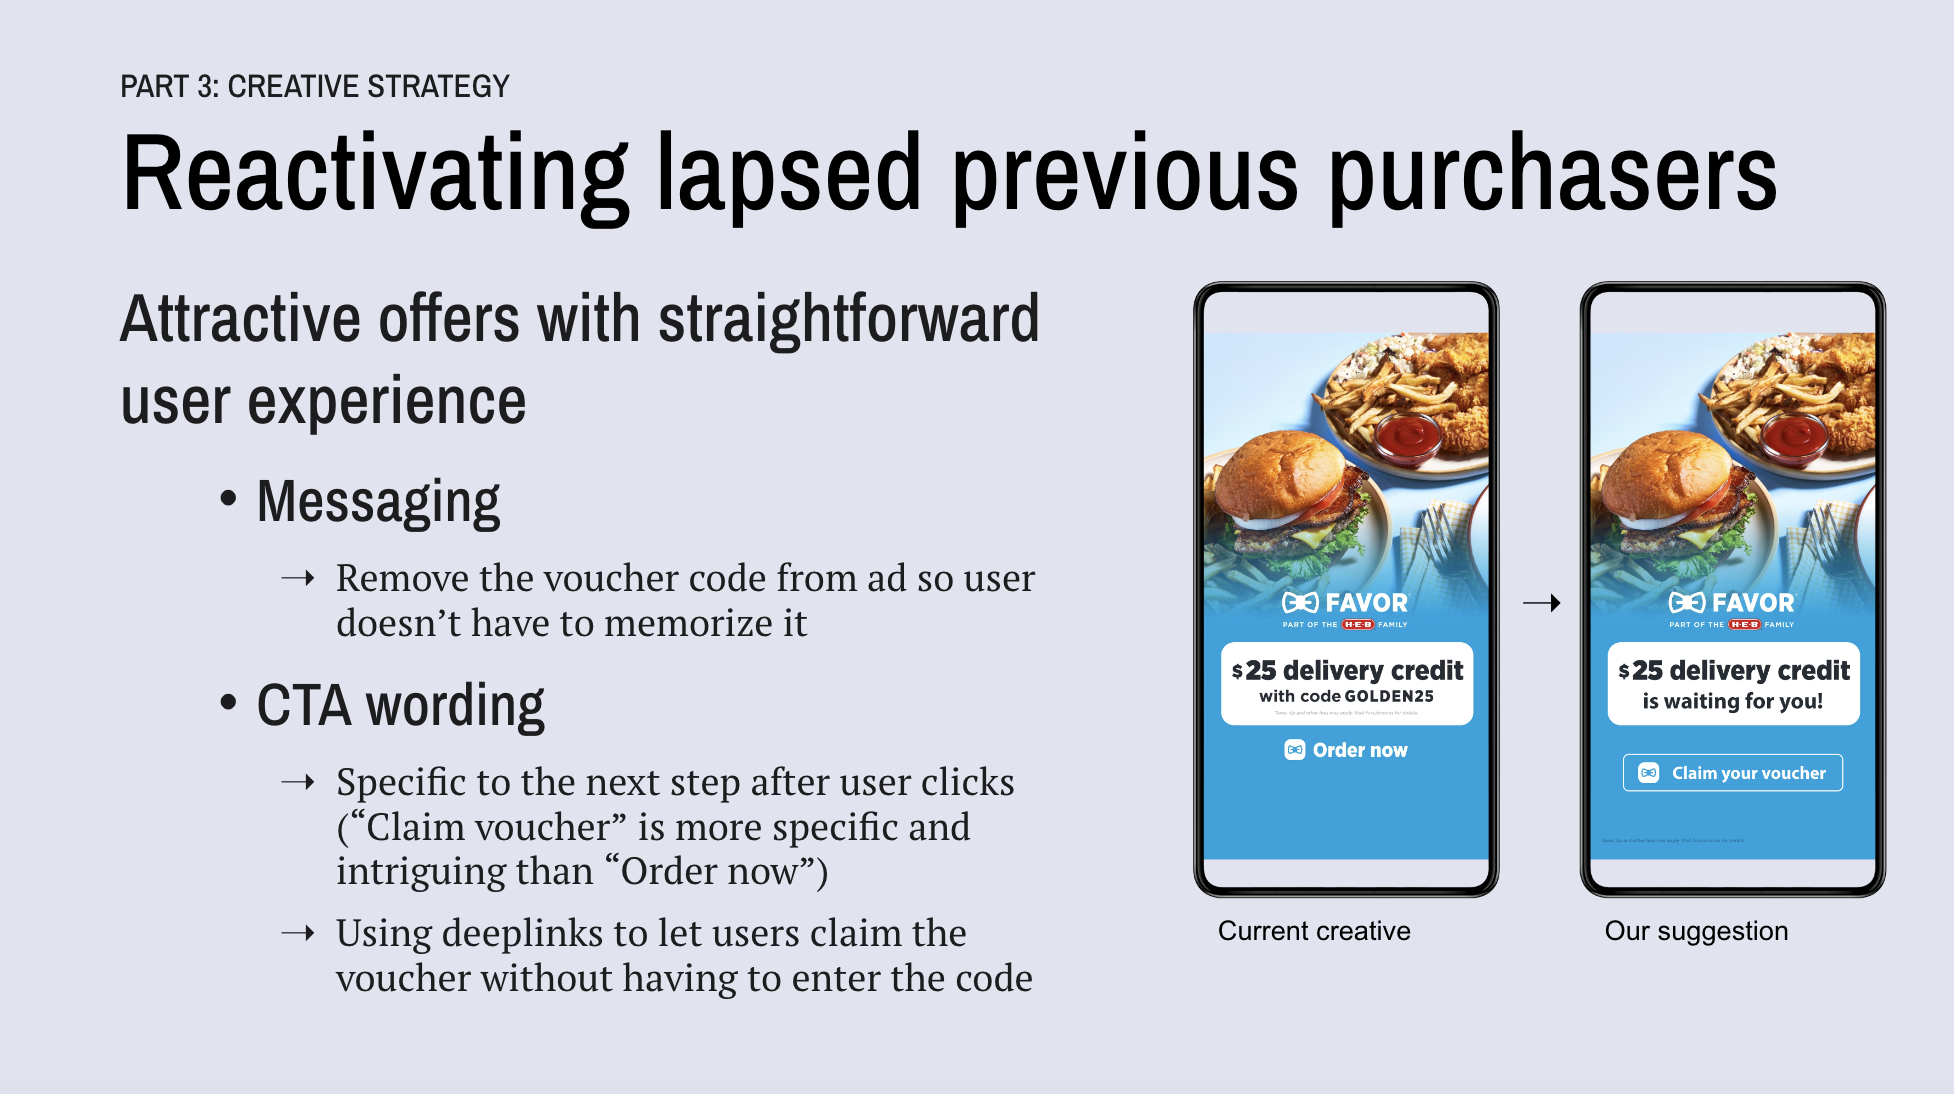 PART 3: CREATIVE STRATEGY
Reactivating lapsed previous purchasers
Attractive offers with straightforward
user experience
• Messaging
→ Remove the voucher code from ad so user
doesn’t have to memorize it
• CTA wording
→ Specific to the next step after user clicks
(“Claim voucher” is more specific and
intriguing than “Order now”)
→ Using deeplinks to let users claim the
voucher without having to enter the code
FAVOR
PART OF THE H-E-B FAMILY
$25 delivery credit
with code GOLDEN25
Order now
Current creative
→
FAVOR
PART OF THE H-E-B FAMILY
$25 delivery credit
is waiting for you!
Claim your voucher
Our suggestion